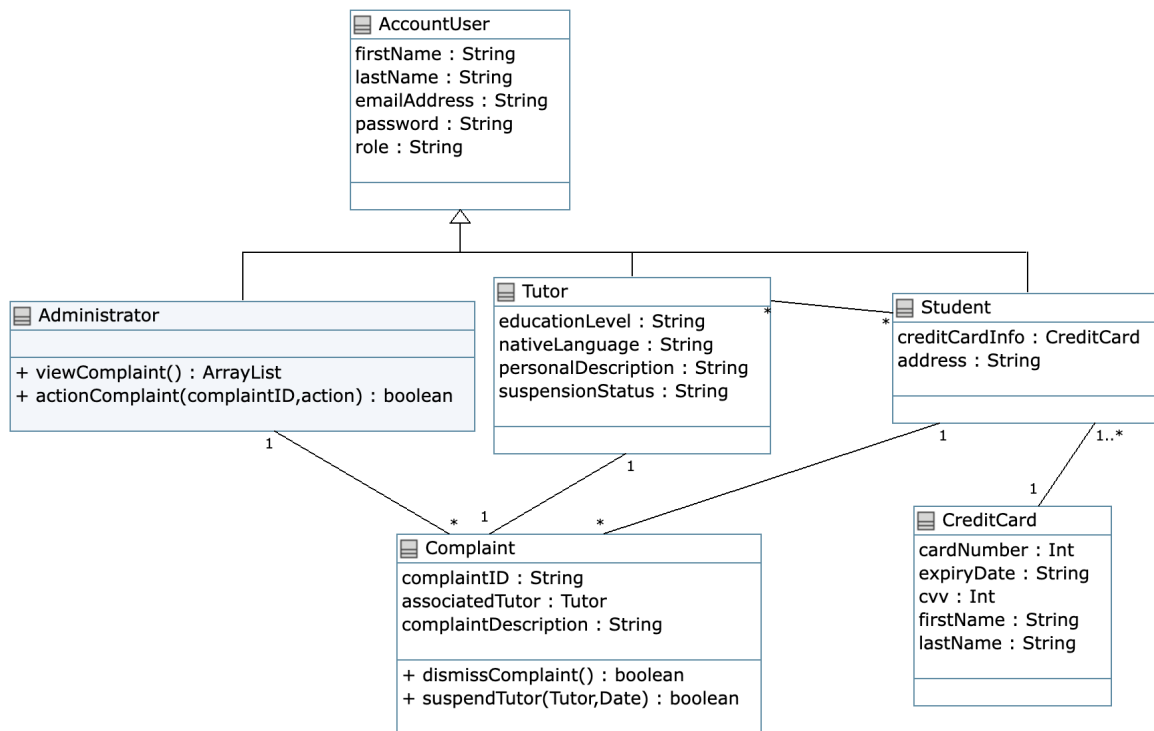 AccountUser
firstName : String
lastName : String
emailAddress : String
password : String
role : String
Administrator
+ viewComplaint() : ArrayList
+ actionComplaint(complaintID,action) : boolean
1
Tutor
educationLevel : String
nativeLanguage : String
personalDescription : String
suspensionStatus : String
*
*
1
Student
creditCardInfo : CreditCard
address : String
1
1..*
*
1
*
1
Complaint
complaintID : String
associatedTutor : Tutor
complaintDescription : String
+ dismissComplaint() : boolean
+ suspendTutor(Tutor,Date) : boolean
CreditCard
cardNumber : Int
expiryDate : String
cvv : Int
firstName : String
lastName : String